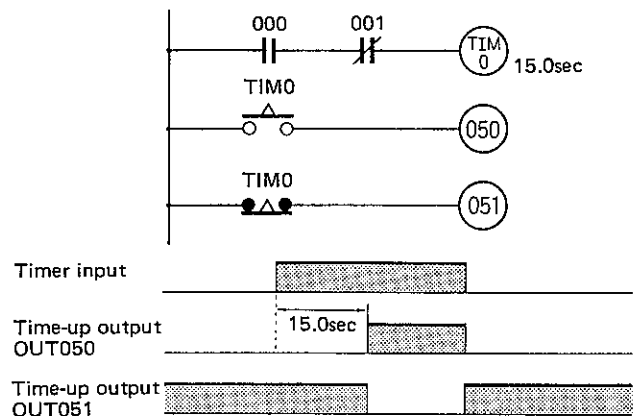 000 001
TIM
0
15.0sec
TIM0
050
TIM0
051
Timer input
15.0sec
Time-up output
OUT050
Time-up output
OUT051